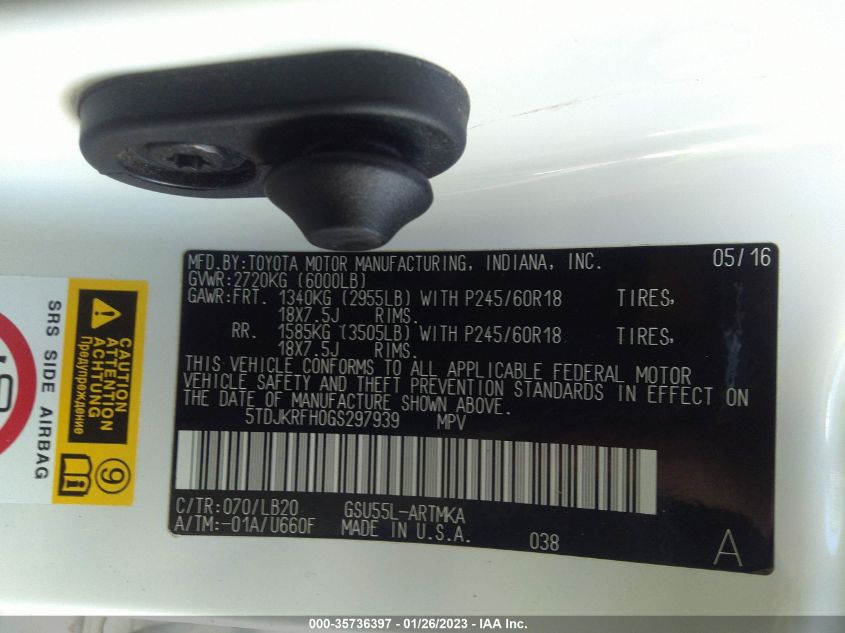 MFD. BY:TOYOTA MOTOR MANUFACTURING, INDIANA, INC. 05/16
GVWR:2720KG (6000LB)
GAWR:FRT. 1340KG (2955LB) WITH P245/60R18 TIRES,
18X7.5J RIMS.
RR. 1585KG (3505LB) WITH P245/60R18 TIRES,
18X7.5J RIMS.
THIS VEHICLE CONFORMS TO ALL APPLICABLE FEDERAL MOTOR
VEHICLE SAFETY AND THEFT PREVENTION STANDARDS IN EFFECT ON
THE DATE OF MANUFACTURE SHOWN ABOVE.
5TDJKRFH0GS297939 MPV
C/TR:070/LB20 GSU55L-ARTMKA
A/TM:-01A/U660F MADE IN U.S.A. 038 A
SRS SIDE AIRBAG
CAUTION
ATTENTION
ACHTUNG
Предупреждение
9
000-35736397 - 01/26/2023 - IAA Inc.